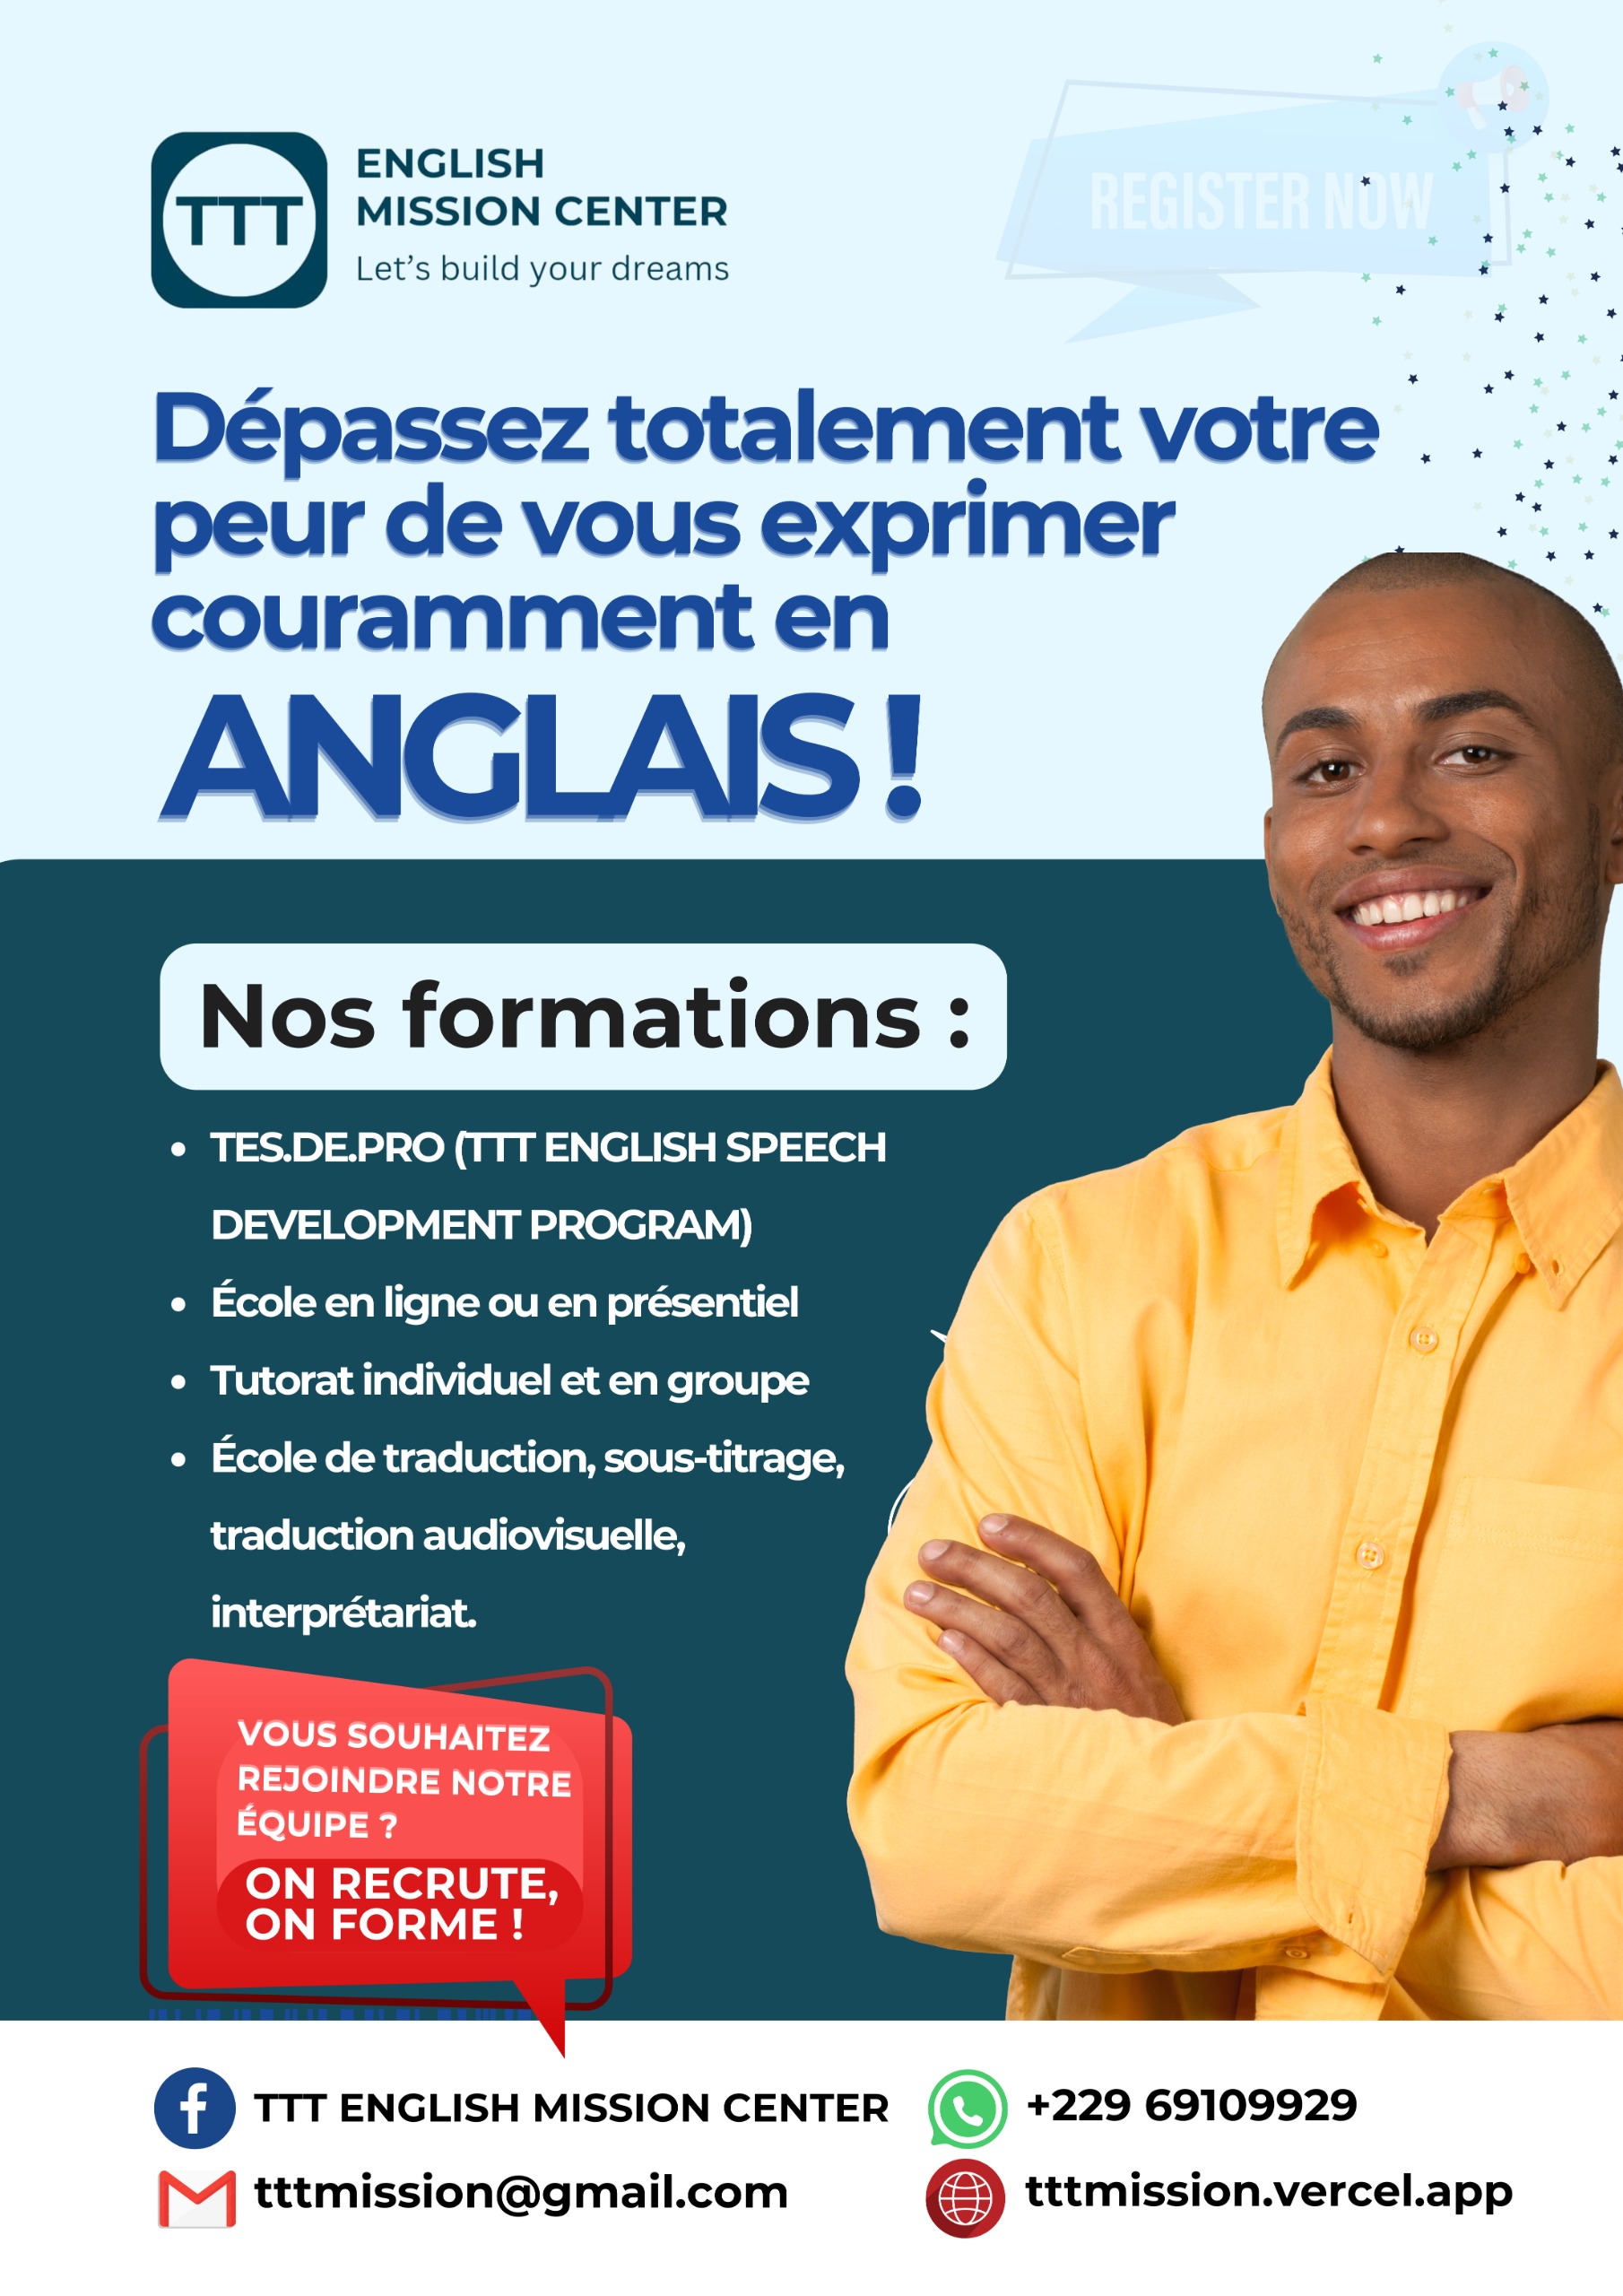 TTT
ENGLISH
MISSION CENTER
Let's build your dreams
REGISTER NOW
Dépassez totalement votre
peur de vous exprimer
couramment en
ANGLAIS !
Nos formations :
• TES.DE.PRO (TTT ENGLISH SPEECH
DEVELOPMENT PROGRAM)
• École en ligne ou en présentiel
• Tutorat individuel et en groupe
• École de traduction, sous-titrage,
traduction audiovisuelle,
interprétariat.
VOUS SOUHAITEZ
REJOINDRE NOTRE
ÉQUIPE ?
ON RECRUTE,
ON FORME !
TTT ENGLISH MISSION CENTER
+229 69109929
tttmission@gmail.com
tttmission.vercel.app